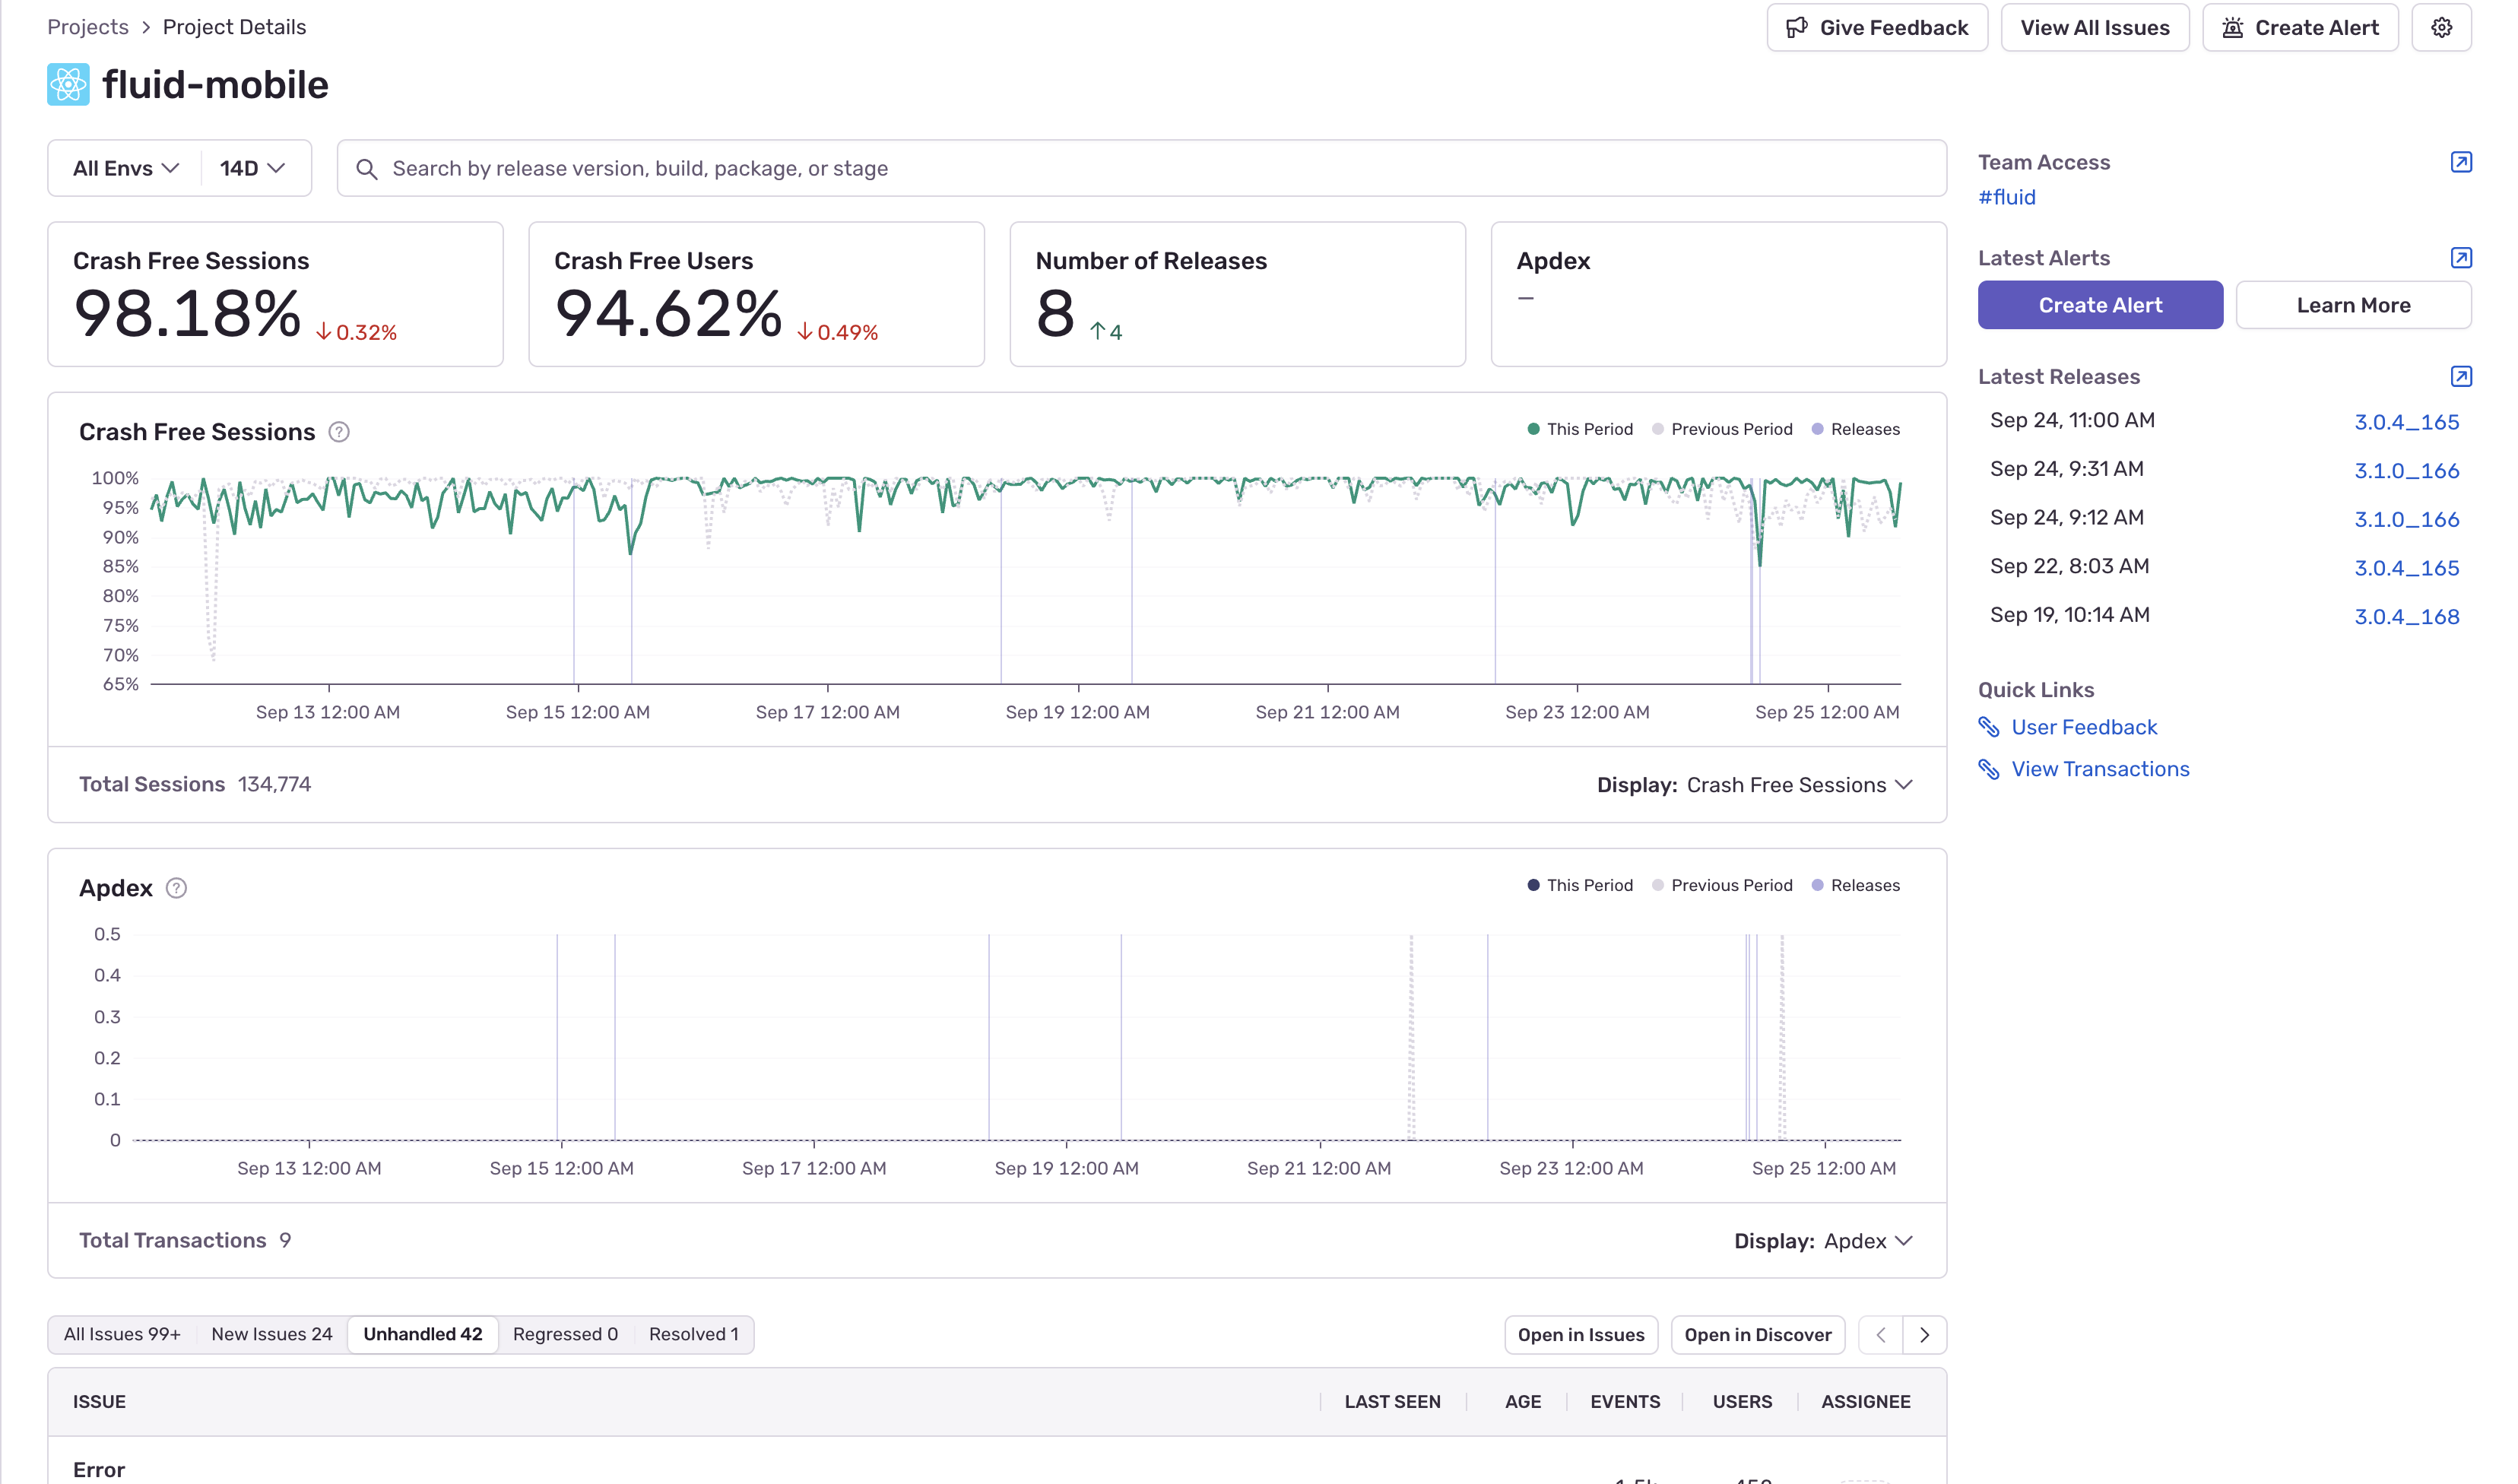 Projects > Project Details
Give Feedback
View All Issues
Create Alert
fluid-mobile
All Envs
14D
Search by release version, build, package, or stage
Crash Free Sessions
98.18% ↓0.32%
Crash Free Users
94.62% ↓0.49%
Number of Releases
8 ↑4
Apdex
—
Crash Free Sessions ?
This Period
Previous Period
Releases
100%
95%
90%
85%
80%
75%
70%
65%
Sep 13 12:00 AM
Sep 15 12:00 AM
Sep 17 12:00 AM
Sep 19 12:00 AM
Sep 21 12:00 AM
Sep 23 12:00 AM
Sep 25 12:00 AM
Total Sessions 134,774
Display: Crash Free Sessions
Apdex ?
This Period
Previous Period
Releases
0.5
0.4
0.3
0.2
0.1
0
Sep 13 12:00 AM
Sep 15 12:00 AM
Sep 17 12:00 AM
Sep 19 12:00 AM
Sep 21 12:00 AM
Sep 23 12:00 AM
Sep 25 12:00 AM
Total Transactions 9
Display: Apdex
All Issues 99+
New Issues 24
Unhandled 42
Regressed 0
Resolved 1
Open in Issues
Open in Discover
ISSUE
LAST SEEN
AGE
EVENTS
USERS
ASSIGNEE
Error
Team Access
#fluid
Latest Alerts
Create Alert
Learn More
Latest Releases
Sep 24, 11:00 AM 3.0.4_165
Sep 24, 9:31 AM 3.1.0_166
Sep 24, 9:12 AM 3.1.0_166
Sep 22, 8:03 AM 3.0.4_165
Sep 19, 10:14 AM 3.0.4_168
Quick Links
User Feedback
View Transactions